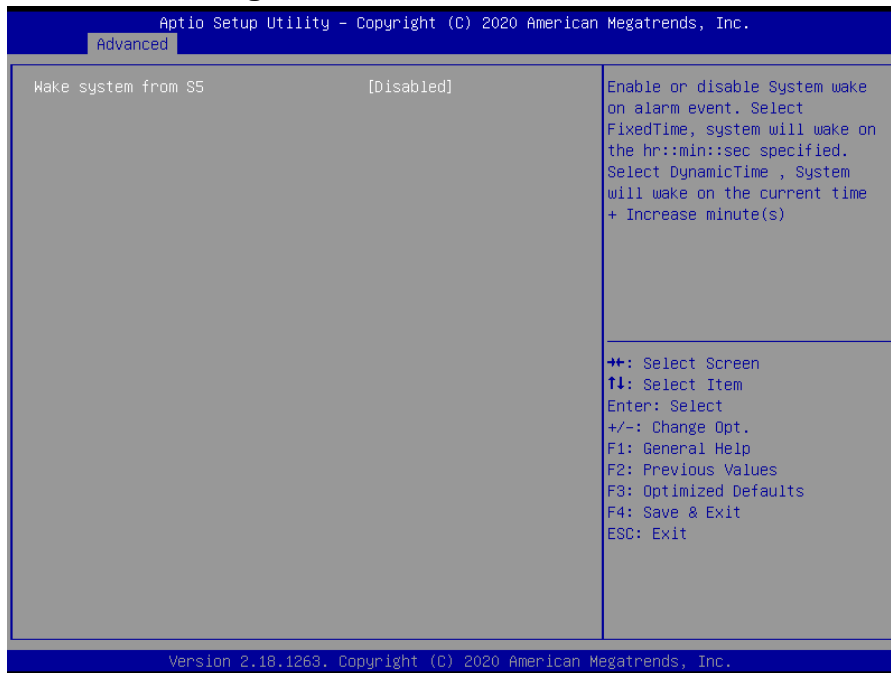 Aptio Setup Utility – Copyright (C) 2020 American Megatrends, Inc.
Advanced
Wake system from S5 [Disabled]
Enable or disable System wake
on alarm event. Select
FixedTime, system will wake on
the hr::min::sec specified.
Select DynamicTime , System
will wake on the current time
+ Increase minute(s)
→←: Select Screen
↑↓: Select Item
Enter: Select
+/-: Change Opt.
F1: General Help
F2: Previous Values
F3: Optimized Defaults
F4: Save & Exit
ESC: Exit
Version 2.18.1263. Copyright (C) 2020 American Megatrends, Inc.